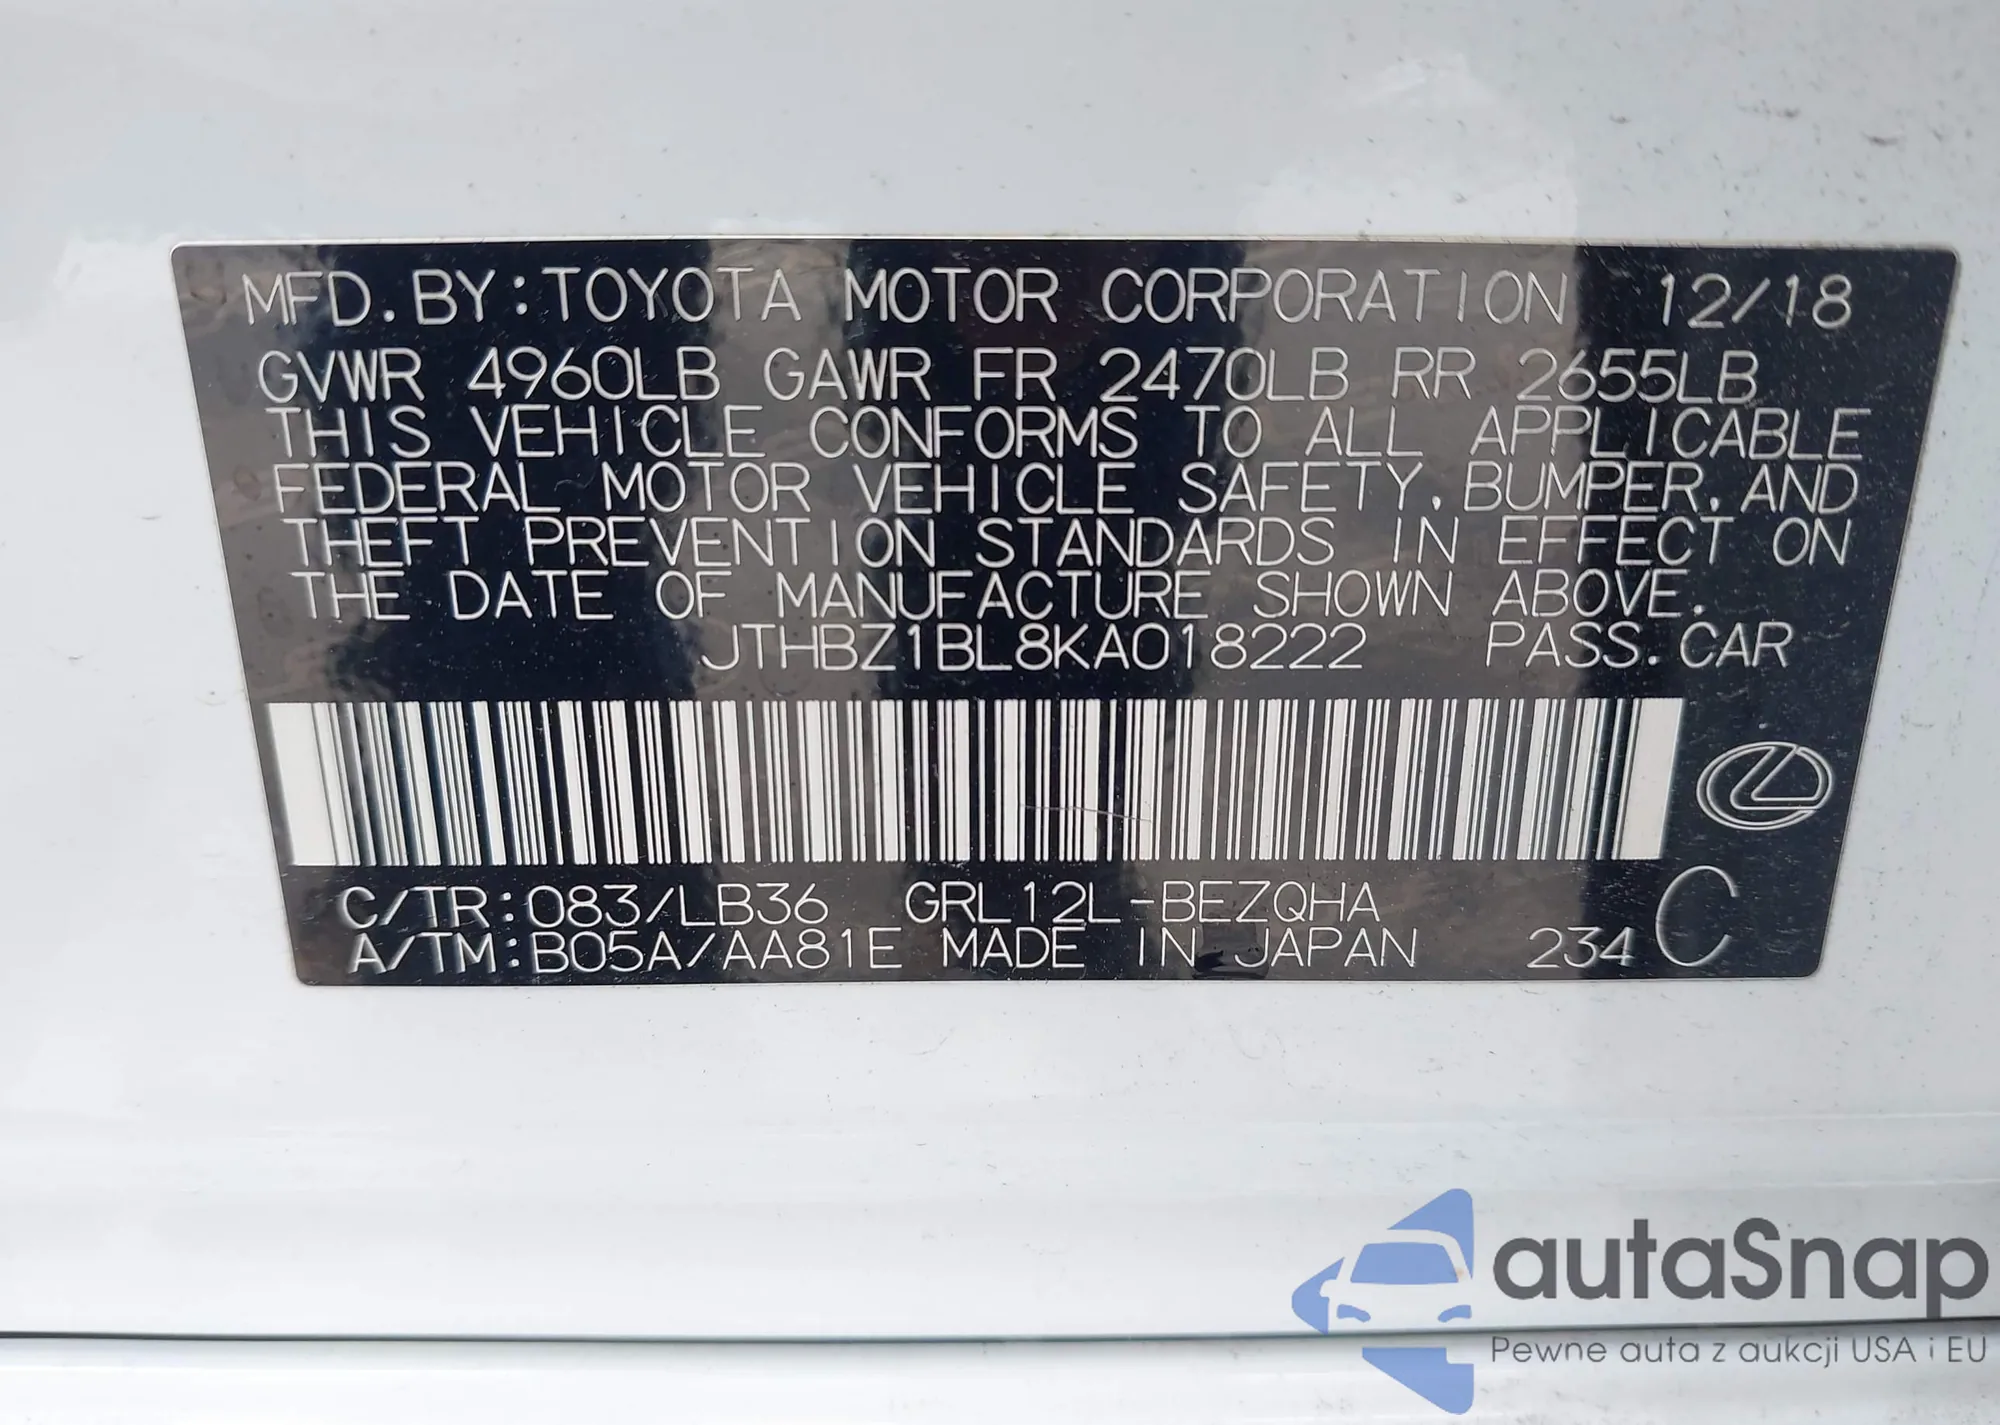 MFD. BY: TOYOTA MOTOR CORPORATION 12/18
GVWR 4960LB GAWR FR 2470LB RR 2655LB
THIS VEHICLE CONFORMS TO ALL APPLICABLE
FEDERAL MOTOR VEHICLE SAFETY, BUMPER, AND
THEFT PREVENTION STANDARDS IN EFFECT ON
THE DATE OF MANUFACTURE SHOWN ABOVE.
JTHBZ1BL8KA018222 PASS. CAR
C/TR: 083/LB36 GRL12L-BEZQHA
A/TM: B05A/AA81E MADE IN JAPAN 234 C
autaSnap
Pewne auta z aukcji USA i EU